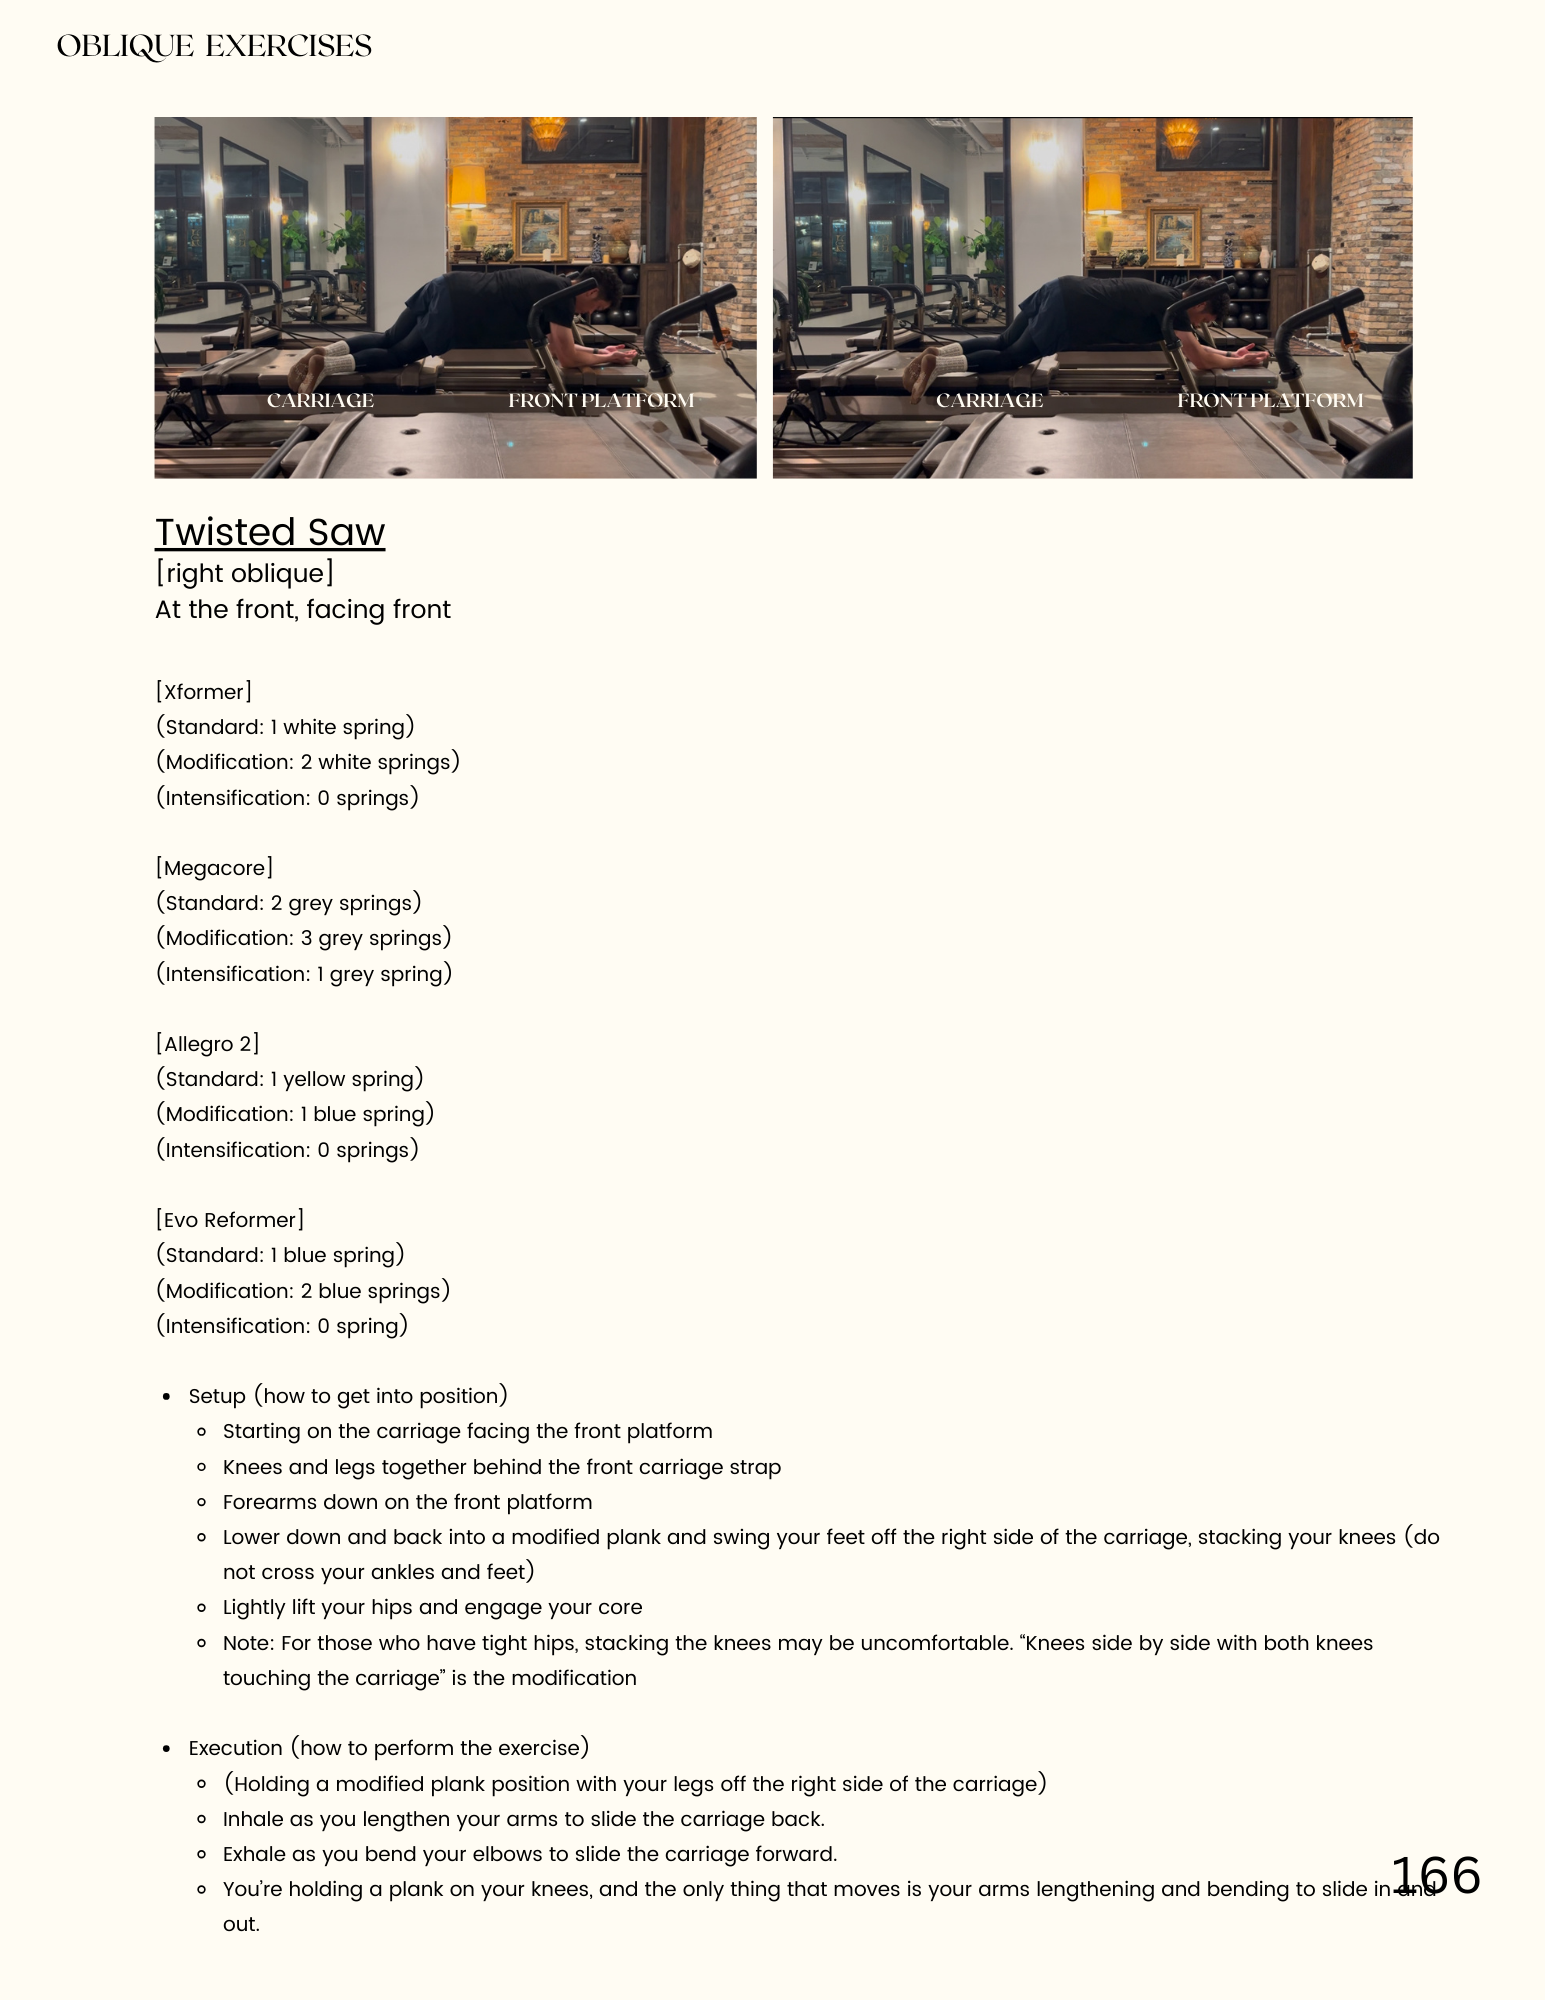 OBLIQUE EXERCISES
CARRIAGE
FRONT PLATFORM
CARRIAGE
FRONT PLATFORM
Twisted Saw
[right oblique]
At the front, facing front
[Xformer]
(Standard: 1 white spring)
(Modification: 2 white springs)
(Intensification: 0 springs)
[Megacore]
(Standard: 2 grey springs)
(Modification: 3 grey springs)
(Intensification: 1 grey spring)
[Allegro 2]
(Standard: 1 yellow spring)
(Modification: 1 blue spring)
(Intensification: 0 springs)
[Evo Reformer]
(Standard: 1 blue spring)
(Modification: 2 blue springs)
(Intensification: 0 spring)
• Setup (how to get into position)
◦ Starting on the carriage facing the front platform
◦ Knees and legs together behind the front carriage strap
◦ Forearms down on the front platform
◦ Lower down and back into a modified plank and swing your feet off the right side of the carriage, stacking your knees (do
not cross your ankles and feet)
◦ Lightly lift your hips and engage your core
◦ Note: For those who have tight hips, stacking the knees may be uncomfortable. “Knees side by side with both knees
touching the carriage” is the modification
• Execution (how to perform the exercise)
◦ (Holding a modified plank position with your legs off the right side of the carriage)
◦ Inhale as you lengthen your arms to slide the carriage back.
◦ Exhale as you bend your elbows to slide the carriage forward.
◦ You’re holding a plank on your knees, and the only thing that moves is your arms lengthening and bending to slide in and
out.
166